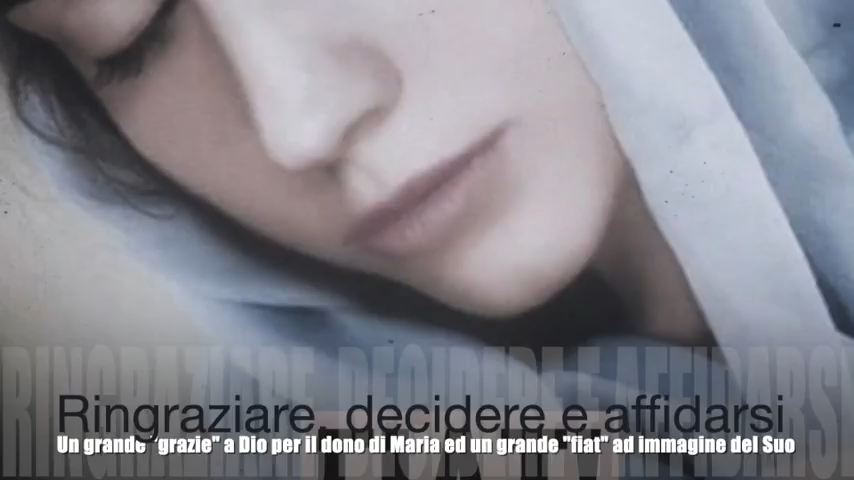 RINGRAZIARE, DECIDERE E AFFIDARSI
Ringraziare, decidere e affidarsi
Un grande "grazie" a Dio per il dono di Maria ed un grande "fiat" ad immagine del Suo